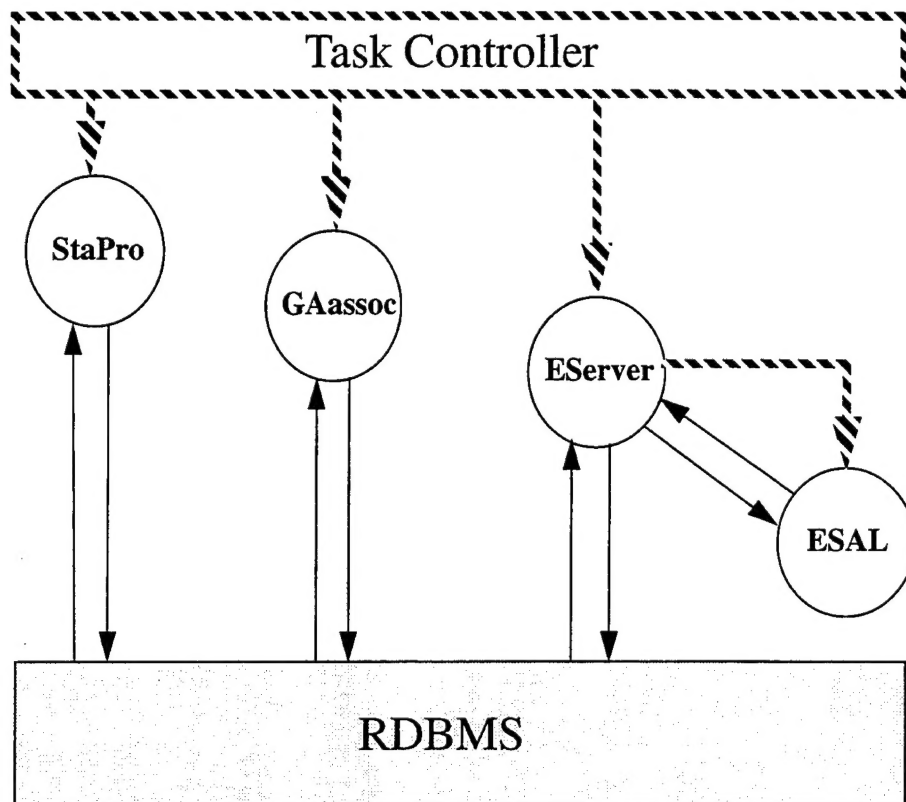 Task Controller
StaPro
GAassoc
EServer
ESAL
RDBMS